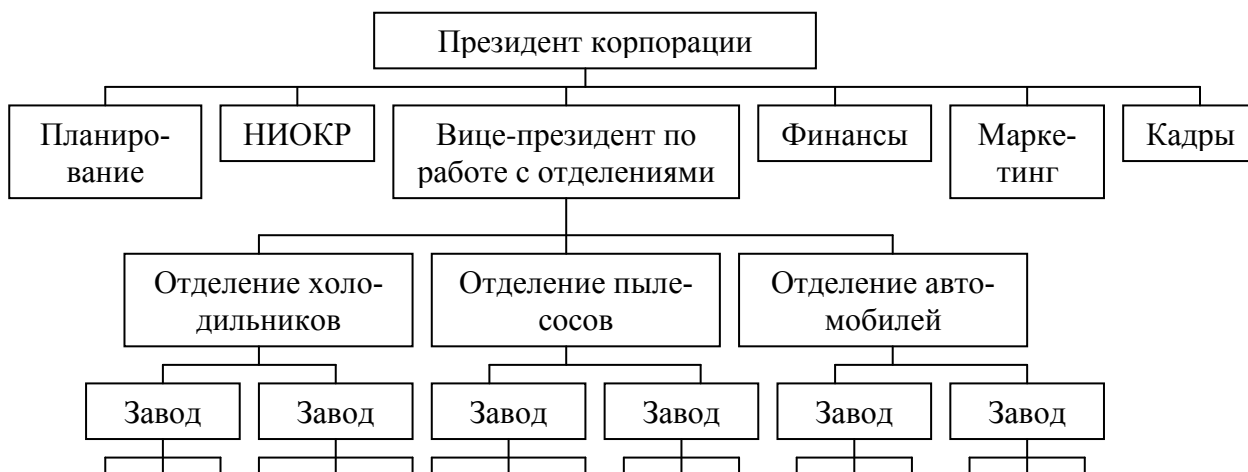 Президент корпорации
Планиро-
вание
НИОКР
Вице-президент по
работе с отделениями
Финансы
Марке-
тинг
Кадры
Отделение холо-
дильников
Отделение пыле-
сосов
Отделение авто-
мобилей
Завод
Завод
Завод
Завод
Завод
Завод